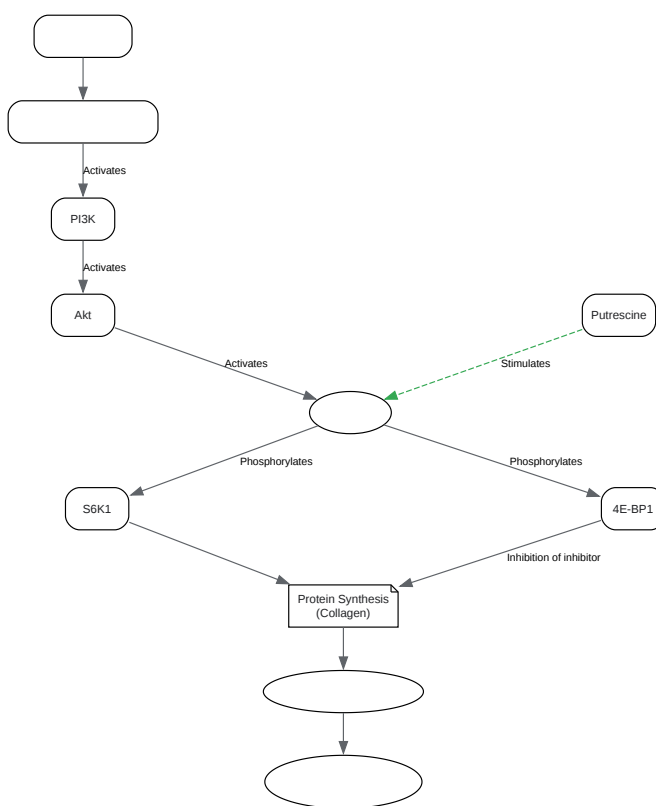 Activates
PI3K
Activates
Akt
Putrescine
Activates
Stimulates
Phosphorylates
Phosphorylates
S6K1
4E-BP1
Inhibition of inhibitor
Protein Synthesis
(Collagen)